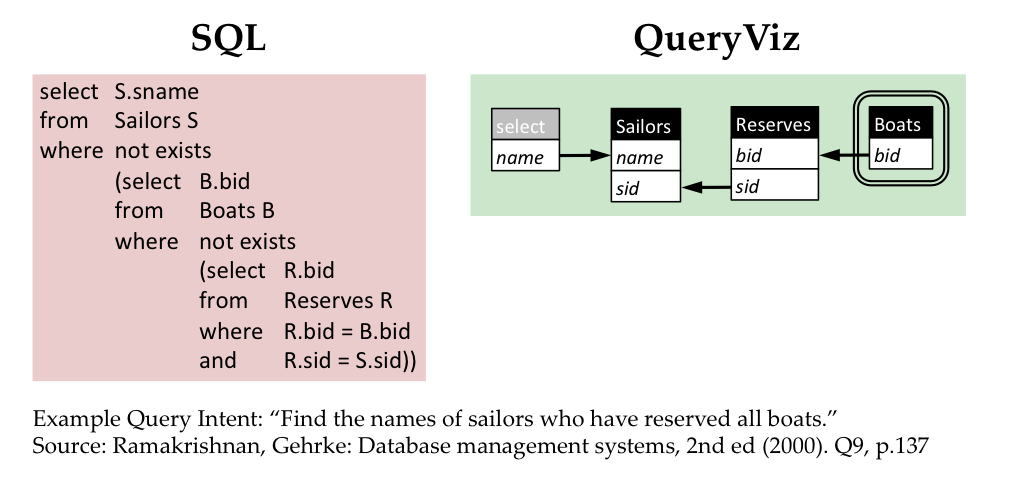 SQL
select S.sname
from Sailors S
where not exists
(select B.bid
from Boats B
where not exists
(select R.bid
from Reserves R
where R.bid = B.bid
and R.sid = S.sid))
QueryViz
select
name
Sailors
name
sid
Reserves
bid
sid
Boats
bid
Example Query Intent: “Find the names of sailors who have reserved all boats.”
Source: Ramakrishnan, Gehrke: Database management systems, 2nd ed (2000). Q9, p.137